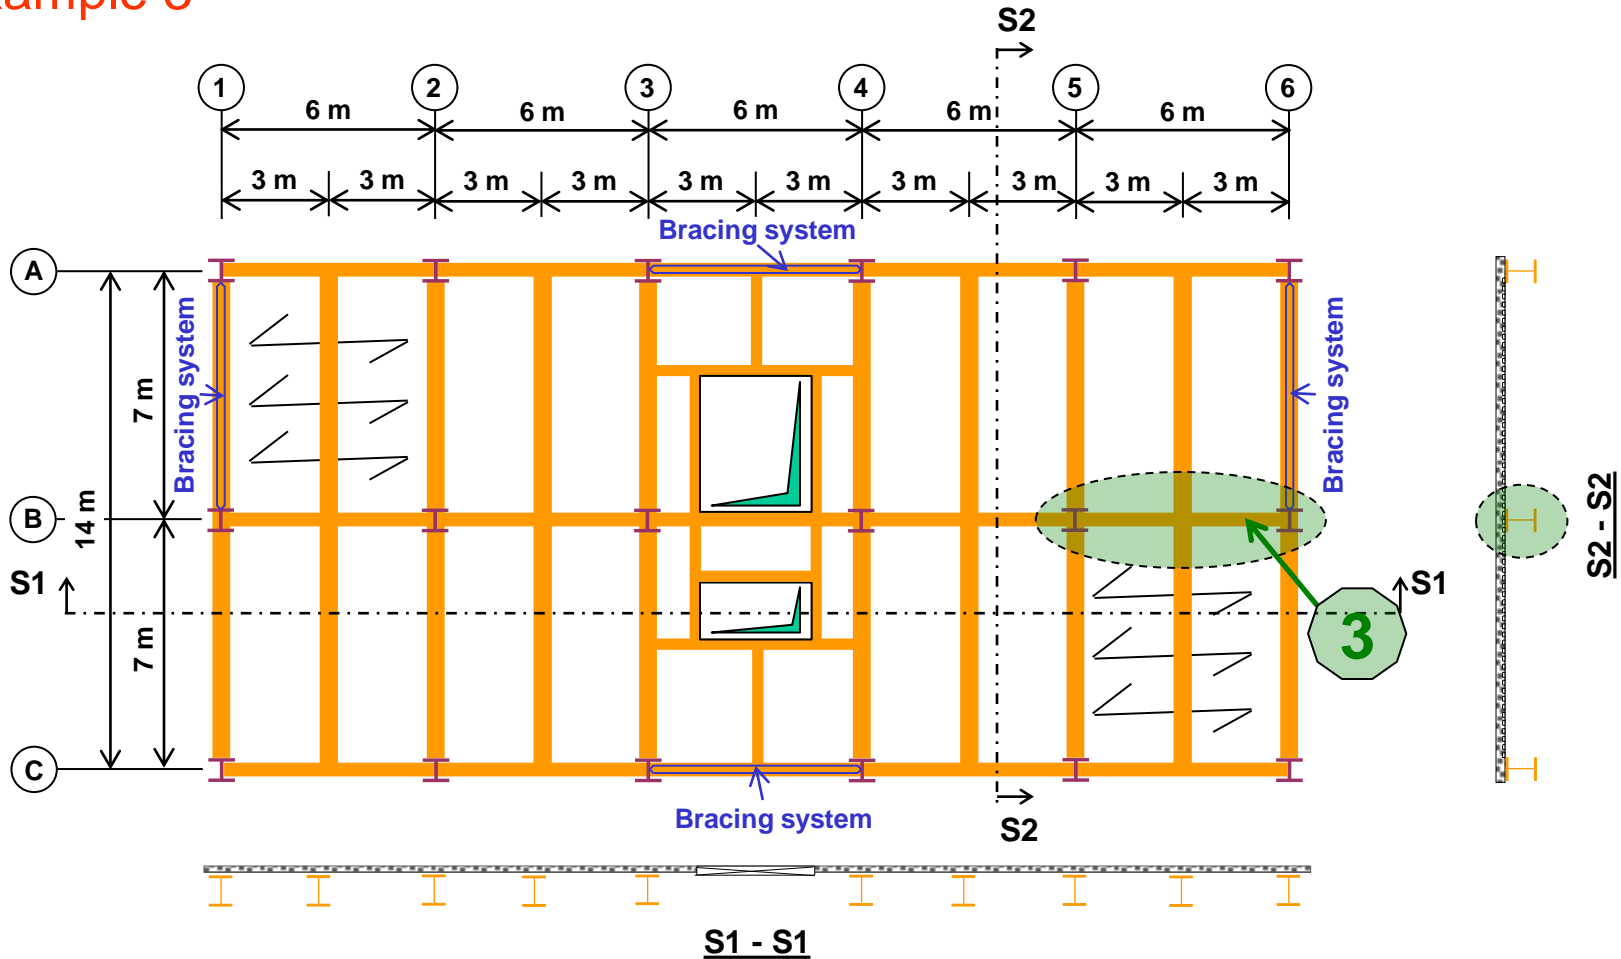 S2
1 2 3 4 5 6
6 m 6 m 6 m 6 m 6 m
3 m 3 m 3 m 3 m 3 m 3 m 3 m 3 m 3 m 3 m
Bracing system
A
Bracing system
Bracing system
7 m
B
14 m
S2 - S2
S1
S1
3
7 m
C
Bracing system
S2
S1 - S1